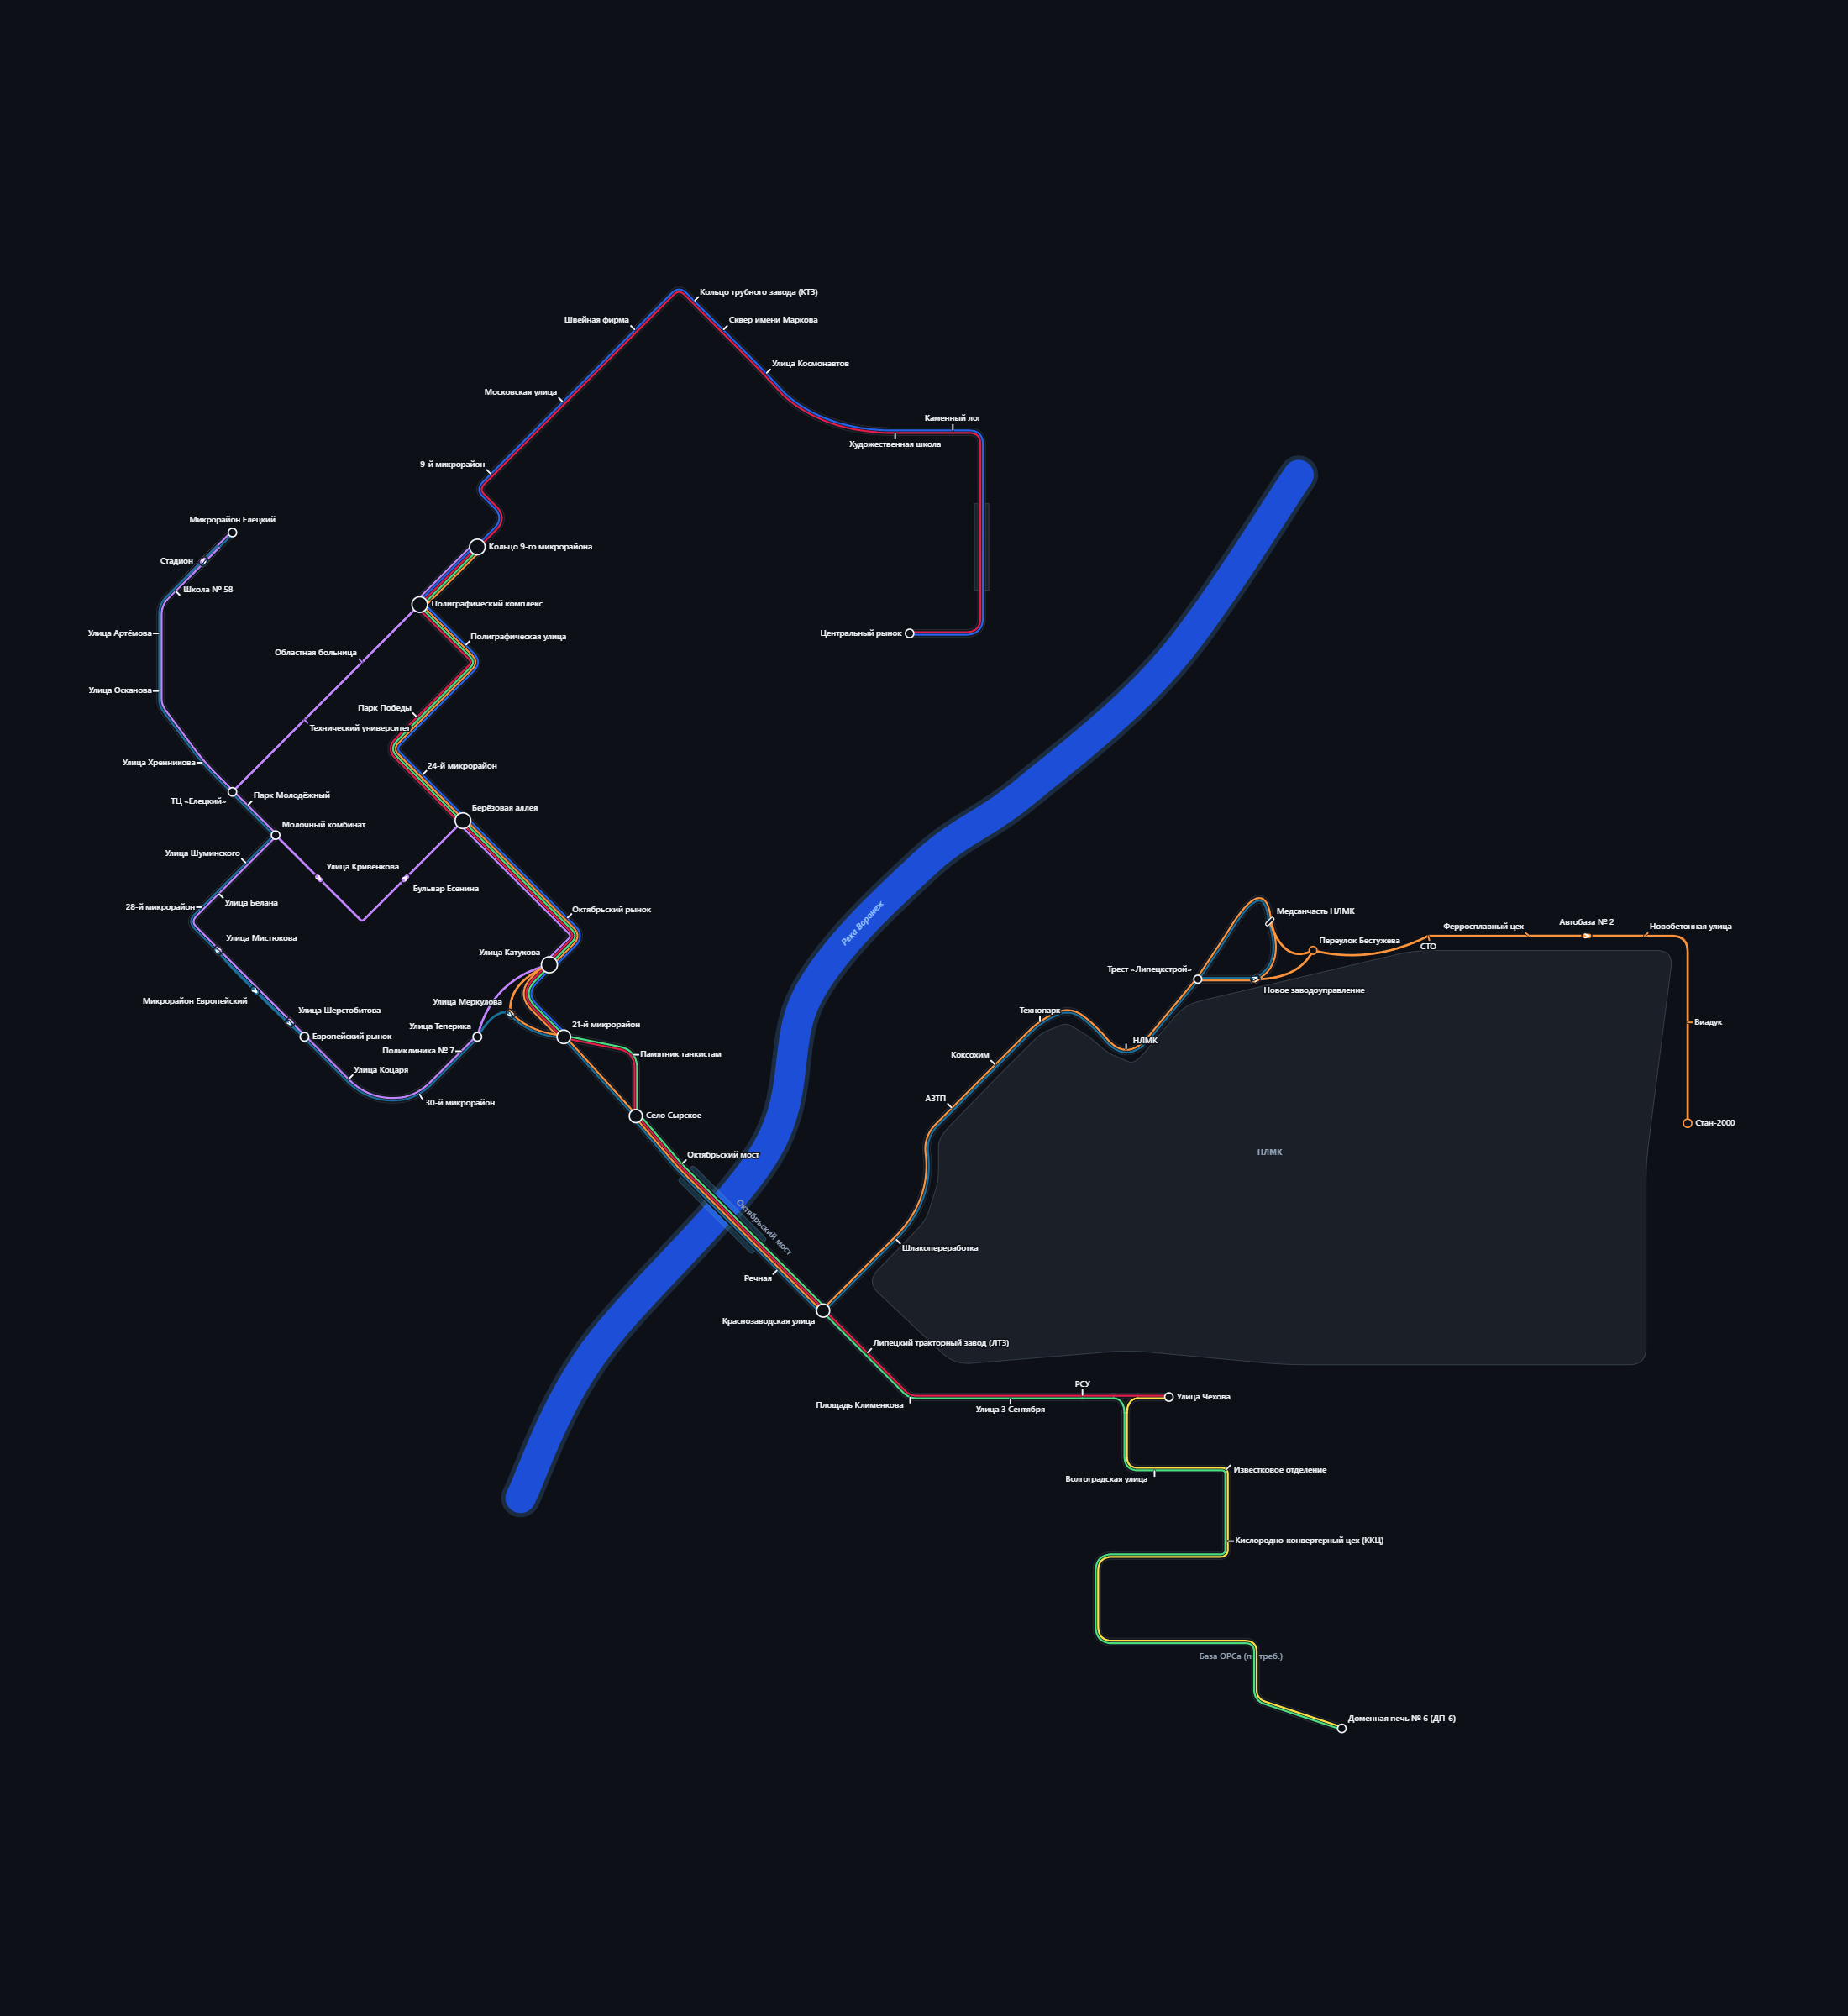 Кольцо трубного завода (КТЗ)
Швейная фирма
Сквер имени Маркова
Улица Космонавтов
Московская улица
Каменный лог
Художественная школа
9-й микрорайон
Микрорайон Елецкий
Кольцо 9-го микрорайона
Стадион
Школа № 58
Полиграфический комплекс
Улица Артёмова
Полиграфическая улица
Центральный рынок
Областная больница
Улица Осканова
Парк Победы
Технический университет
Улица Хренникова
24-й микрорайон
Парк Молодёжный
ТЦ «Елецкий»
Берёзовая аллея
Молочный комбинат
Улица Шуминского
Улица Кривенкова
Бульвар Есенина
Улица Белана
28-й микрорайон
Октябрьский рынок
Река Воронеж
Медсанчасть НЛМК
Автобаза № 2
Ферросплавный цех
Новобетонная улица
Улица Мистюкова
Переулок Бестужева
СТО
Улица Катукова
Трест «Липецкстрой»
Новое заводоуправление
Микрорайон Европейский
Улица Меркулова
Улица Шерстобитова
Технопарк
Виадук
Улица Теперика
21-й микрорайон
Европейский рынок
НЛМК
Поликлиника № 7
Памятник танкистам
Коксохим
Улица Коцаря
АЗТП
30-й микрорайон
Село Сырское
Стан-2000
Октябрьский мост
НЛМК
Октябрьский мост
Шлакопереработка
Речная
Краснозаводская улица
Липецкий тракторный завод (ЛТЗ)
РСУ
Улица Чехова
Площадь Клименкова
Улица 3 Сентября
Известковое отделение
Волгоградская улица
Кислородно-конвертерный цех (ККЦ)
База ОРСа (п треб.)
Доменная печь № 6 (ДП-6)